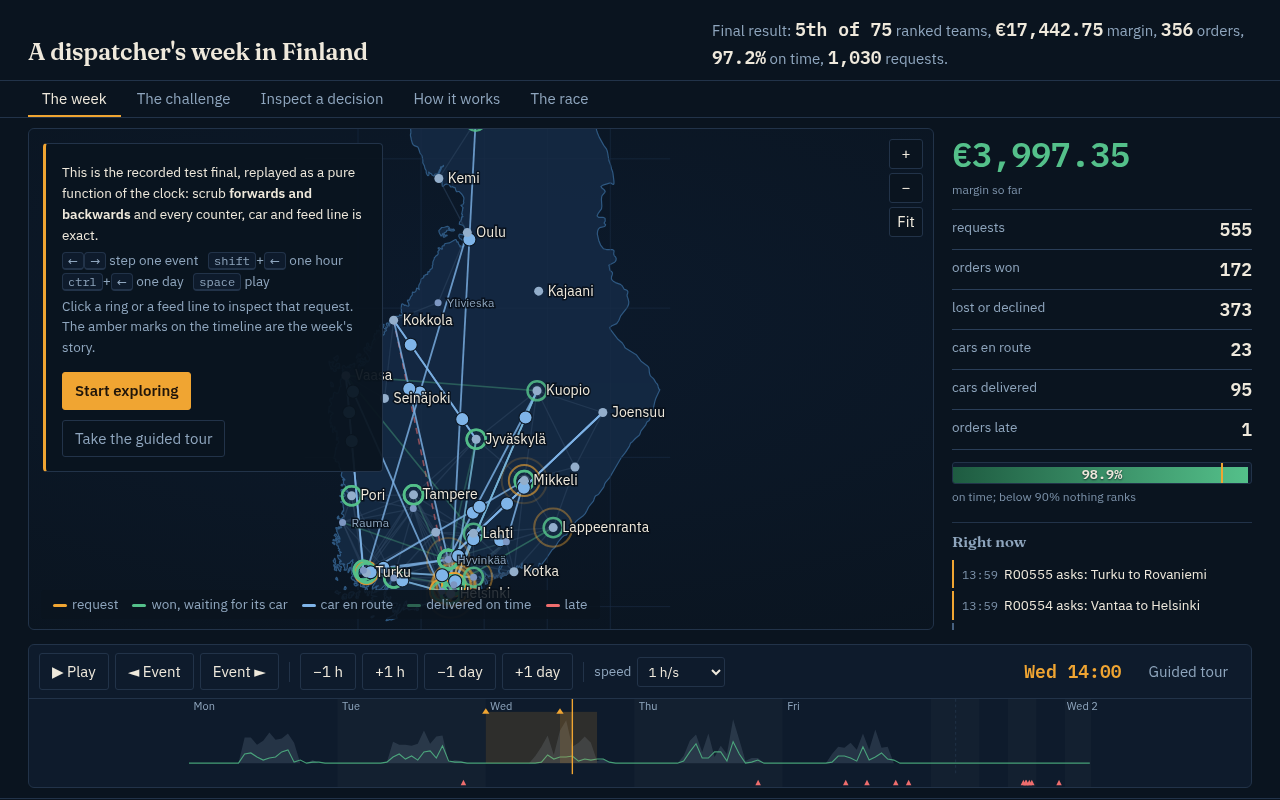 A dispatcher's week in Finland
Final result: 5th of 75 ranked teams, €17,442.75 margin, 356 orders,
97.2% on time, 1,030 requests.
The week The challenge Inspect a decision How it works The race
This is the recorded test final, replayed as a pure
function of the clock: scrub forwards and
backwards and every counter, car and feed line is
exact.
← → step one event shift+← one hour
ctrl+← one day space play
Click a ring or a feed line to inspect that request.
The amber marks on the timeline are the week's
story.
Start exploring
Take the guided tour
Kemi
Oulu
Kajaani
Ylivieska
Kokkola
Vaasa
Seinäjoki
Kuopio
Joensuu
Jyväskylä
Mikkeli
Pori
Tampere
Rauma
Lahti
Lappeenranta
Hyvinkää
Turku
Kotka
Helsinki
+
−
Fit
request won, waiting for its car car en route delivered on time late
€3,997.35
margin so far
requests 555
orders won 172
lost or declined 373
cars en route 23
cars delivered 95
orders late 1
98.9%
on time; below 90% nothing ranks
Right now
13:59 R00555 asks: Turku to Rovaniemi
13:59 R00554 asks: Vantaa to Helsinki
▶ Play ◄ Event Event ► −1 h +1 h −1 day +1 day speed 1 h/s Wed 14:00 Guided tour
Mon Tue Wed Thu Fri Wed 2